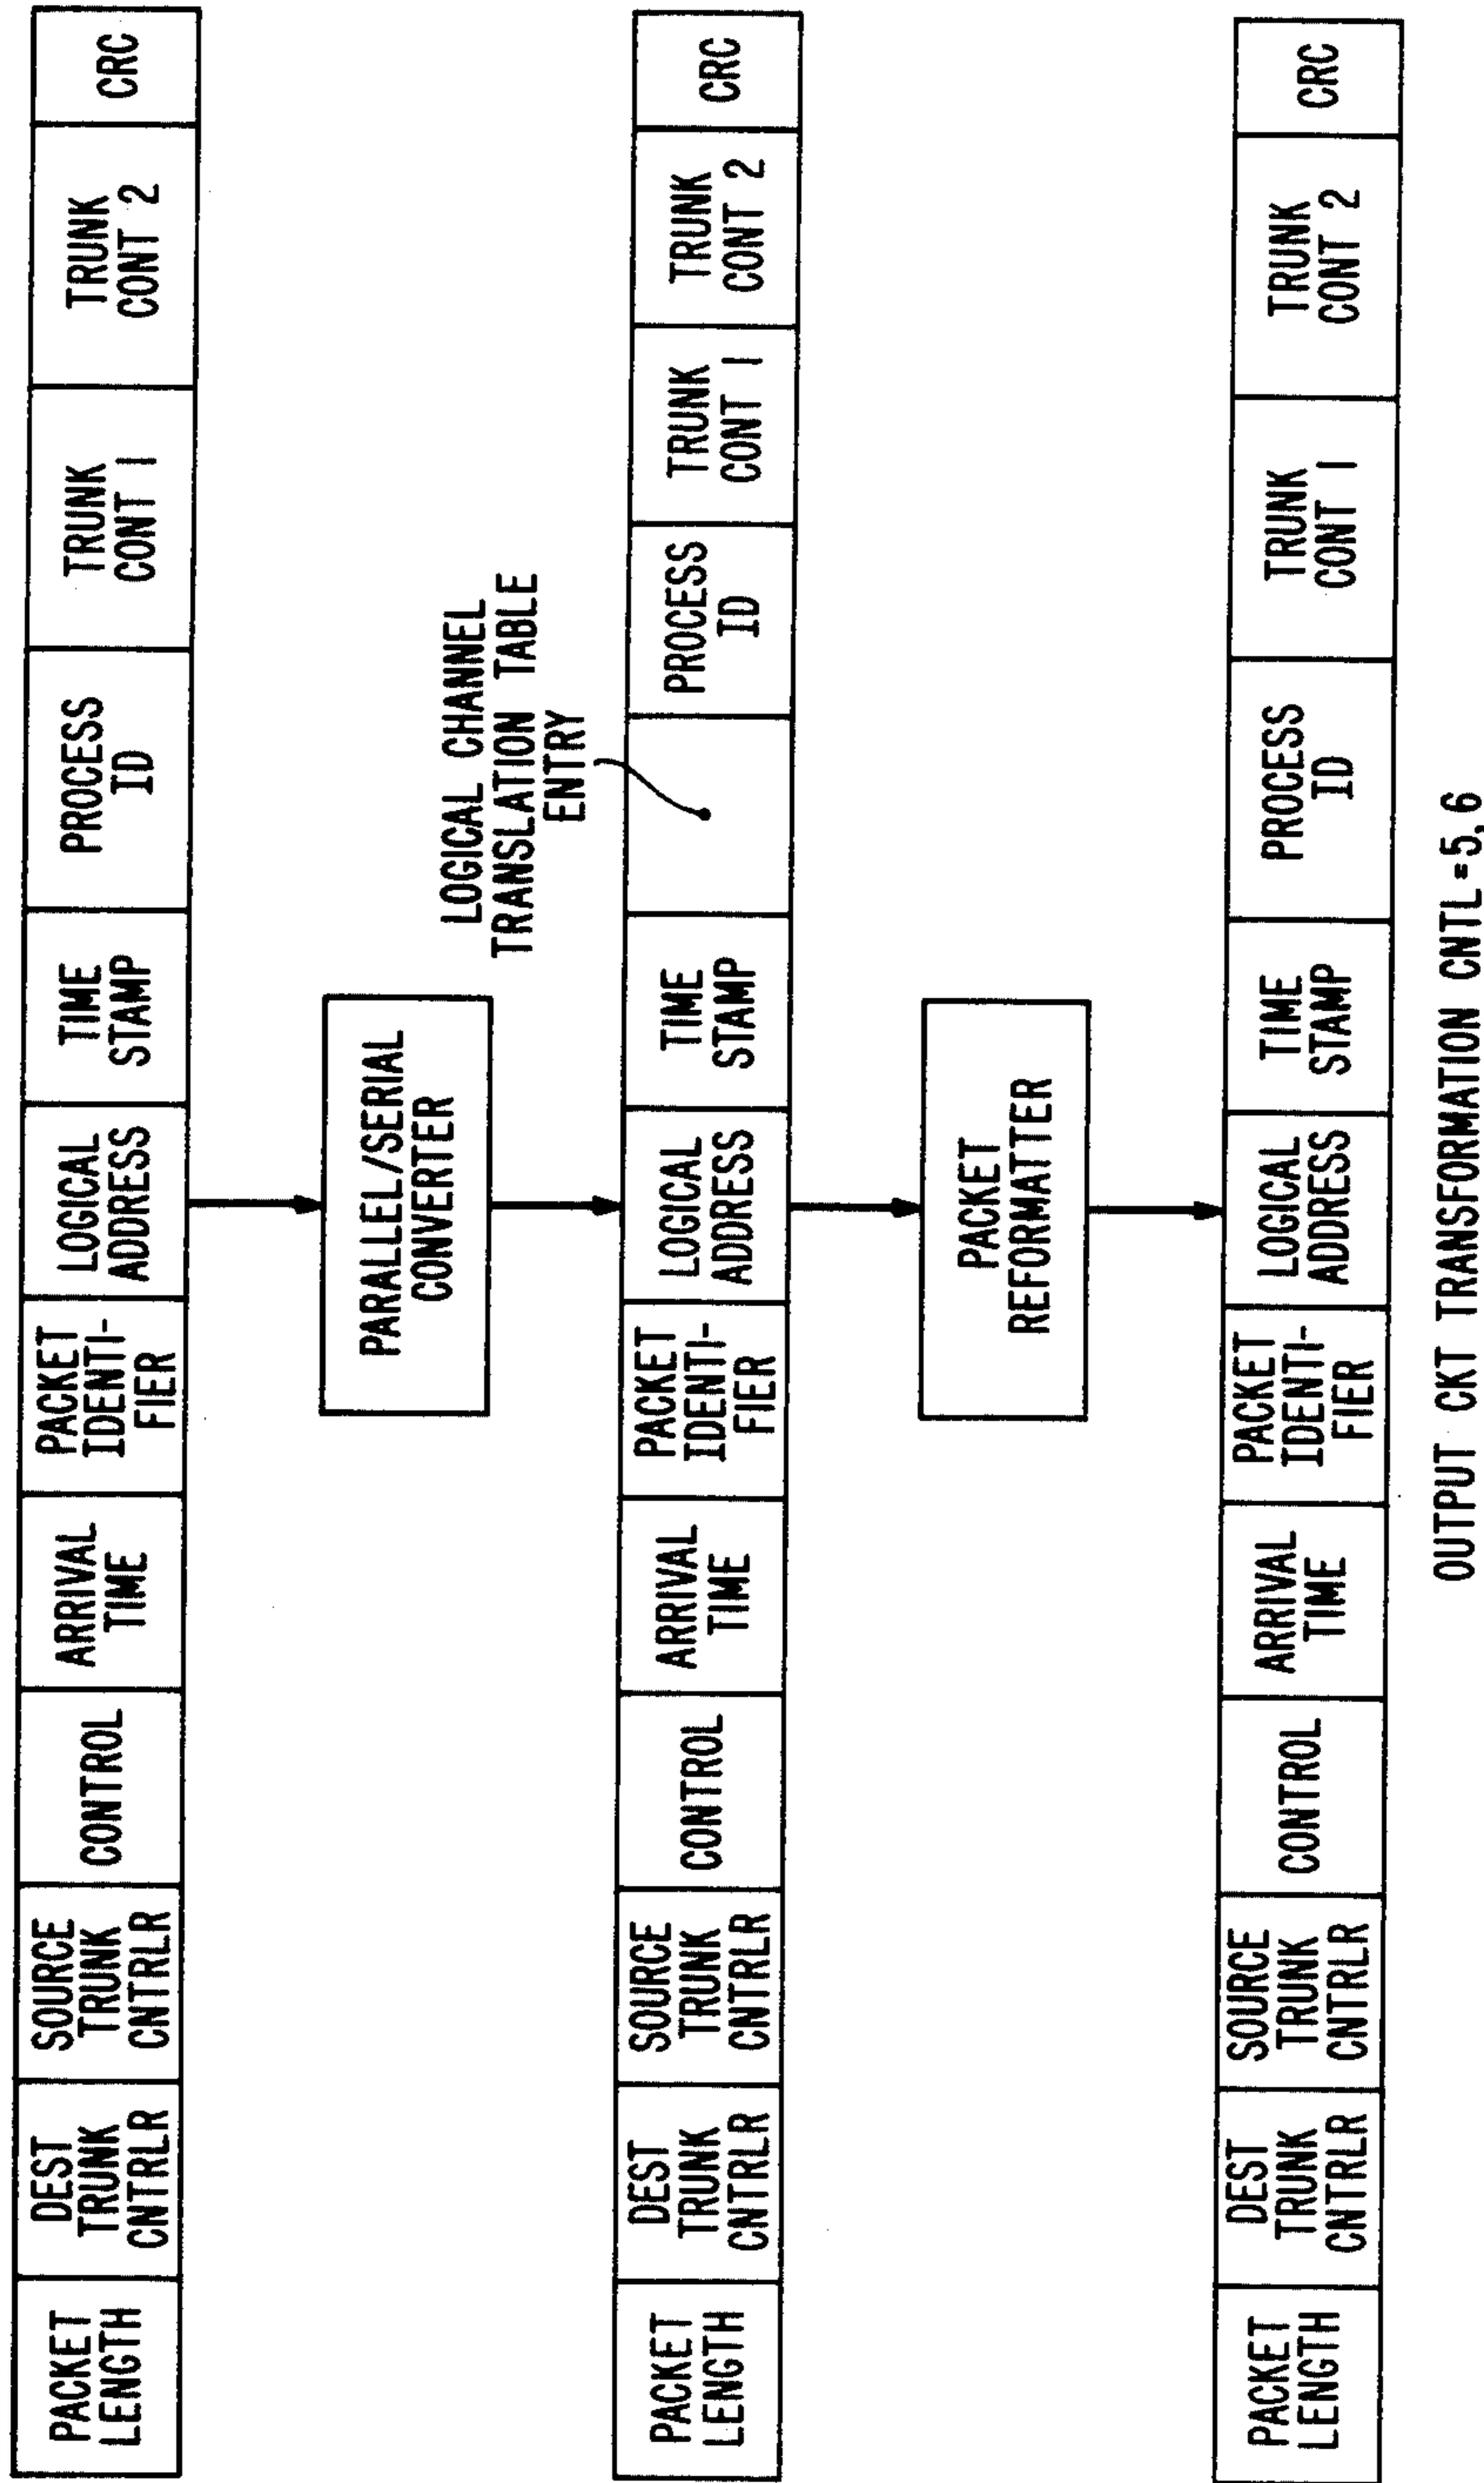 PACKET
LENGTH
DEST
TRUNK
CNTRLR
SOURCE
TRUNK
CNTRLR
CONTROL
ARRIVAL
TIME
PACKET
IDENTI-
FIER
LOGICAL
ADDRESS
TIME
STAMP
PROCESS
ID
TRUNK
CONT 1
TRUNK
CONT 2
CRC
PARALLEL/SERIAL
CONVERTER
LOGICAL CHANNEL
TRANSLATION TABLE
ENTRY
PACKET
LENGTH
DEST
TRUNK
CNTRLR
SOURCE
TRUNK
CNTRLR
CONTROL
ARRIVAL
TIME
PACKET
IDENTI-
FIER
LOGICAL
ADDRESS
TIME
STAMP
PROCESS
ID
TRUNK
CONT 1
TRUNK
CONT 2
CRC
PACKET
REFORMATTER
PACKET
LENGTH
DEST
TRUNK
CNTRLR
SOURCE
TRUNK
CNTRLR
CONTROL
ARRIVAL
TIME
PACKET
IDENTI-
FIER
LOGICAL
ADDRESS
TIME
STAMP
PROCESS
ID
TRUNK
CONT 1
TRUNK
CONT 2
CRC
OUTPUT CKT TRANSFORMATION CNTL=5,6